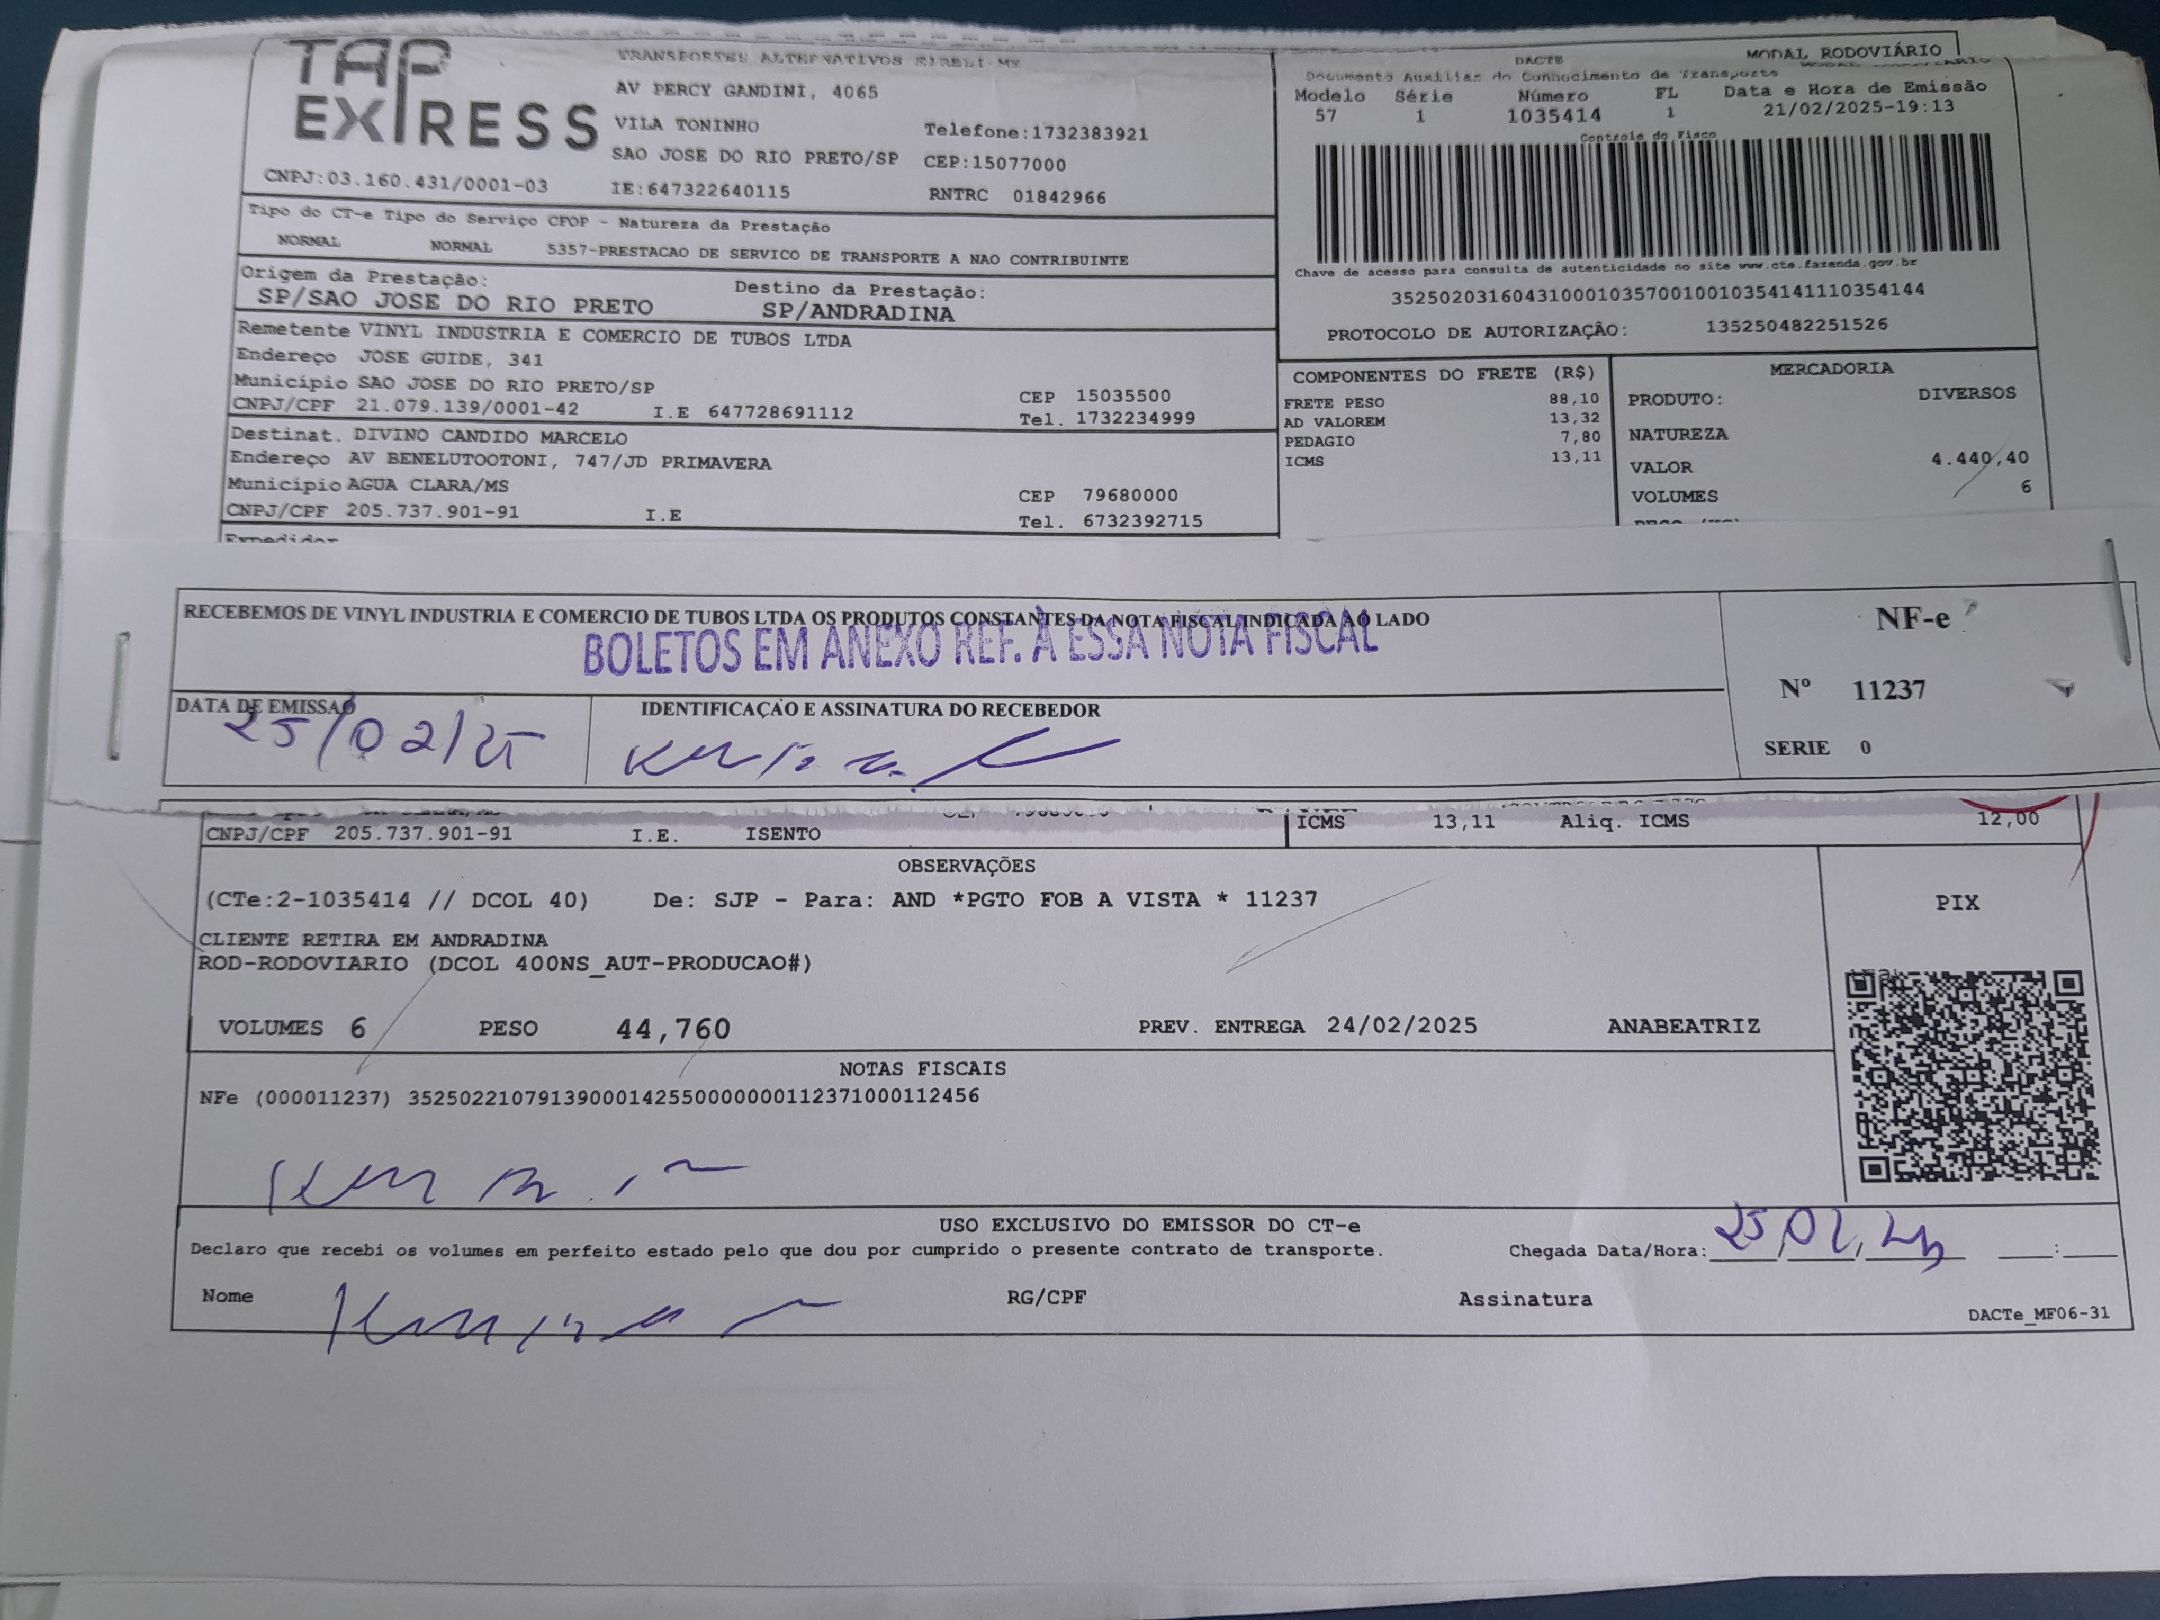 TAP EXPRESS
TRANSPORTES ALTERNATIVOS EIRELI-ME
AV PERCY GANDINI, 4065
VILA TONINHO Telefone:1732383921
SAO JOSE DO RIO PRETO/SP CEP:15077000
CNPJ:03.160.431/0001-03 IE:647322640115 RNTRC 01842966
DACTE MODAL RODOVIÁRIO
Documento Auxiliar do Conhecimento de Transporte
Modelo Série Número FL Data e Hora de Emissão
57 1 1035414 1 21/02/2025-19:13
Controle do Fisco
Chave de acesso para consulta de autenticidade no site www.cte.fazenda.gov.br
35250203160431000103570010010354141110354144
PROTOCOLO DE AUTORIZAÇÃO: 135250482251526
Tipo do CT-e Tipo do Serviço CFOP - Natureza da Prestação
NORMAL NORMAL 5357-PRESTACAO DE SERVICO DE TRANSPORTE A NAO CONTRIBUINTE
Origem da Prestação: Destino da Prestação:
SP/SAO JOSE DO RIO PRETO SP/ANDRADINA
Remetente VINYL INDUSTRIA E COMERCIO DE TUBOS LTDA
Endereço JOSE GUIDE, 341
Município SAO JOSE DO RIO PRETO/SP CEP 15035500
CNPJ/CPF 21.079.139/0001-42 I.E 647728691112 Tel. 1732234999
Destinat. DIVINO CANDIDO MARCELO
Endereço AV BENELUTOOTONI, 747/JD PRIMAVERA
Município AGUA CLARA/MS CEP 79680000
CNPJ/CPF 205.737.901-91 I.E Tel. 6732392715
Expedidor
COMPONENTES DO FRETE (R$)
FRETE PESO 88,10
AD VALOREM 13,32
PEDAGIO 7,80
ICMS 13,11
MERCADORIA
PRODUTO: DIVERSOS
NATUREZA
VALOR 4.440,40
VOLUMES 6
RECEBEMOS DE VINYL INDUSTRIA E COMERCIO DE TUBOS LTDA OS PRODUTOS CONSTANTES DA NOTA FISCAL INDICADA AO LADO
BOLETOS EM ANEXO REF. À ESSA NOTA FISCAL
NF-e
Nº 11237
SERIE 0
DATA DE EMISSAO IDENTIFICAÇÃO E ASSINATURA DO RECEBEDOR
25/02/25
CNPJ/CPF 205.737.901-91 I.E. ISENTO ICMS 13,11 Aliq. ICMS 12,00
OBSERVAÇÕES
(CTe:2-1035414 // DCOL 40) De: SJP - Para: AND *PGTO FOB A VISTA * 11237
CLIENTE RETIRA EM ANDRADINA
ROD-RODOVIARIO (DCOL 400NS_AUT-PRODUCAO#)
VOLUMES 6 PESO 44,760 PREV. ENTREGA 24/02/2025 ANABEATRIZ
PIX
NOTAS FISCAIS
NFe (000011237) 35250221079139000142550000000112371000112456
USO EXCLUSIVO DO EMISSOR DO CT-e
Declaro que recebi os volumes em perfeito estado pelo que dou por cumprido o presente contrato de transporte. Chegada Data/Hora: 25 02
Nome RG/CPF Assinatura
DACTe_MF06-31